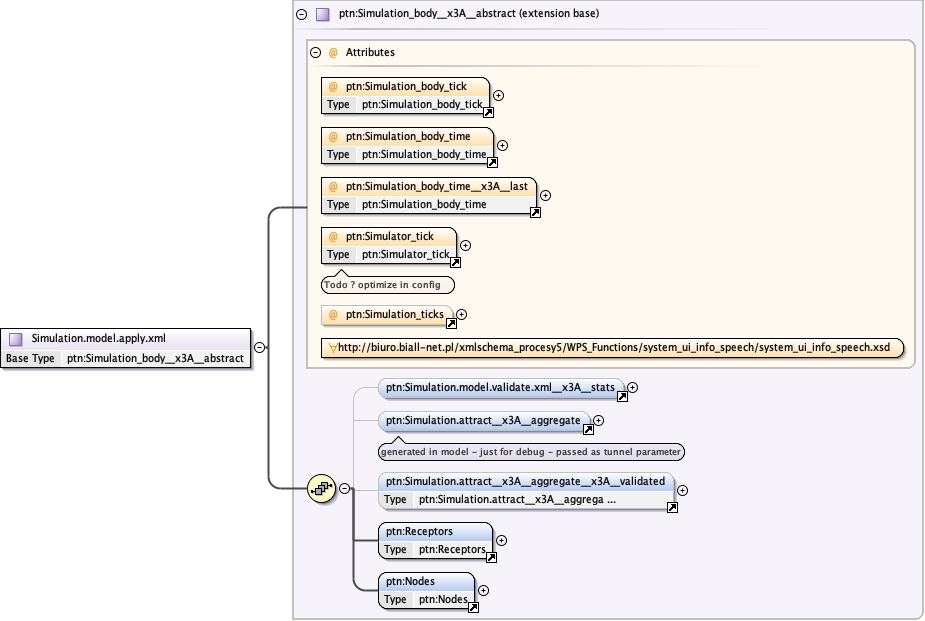 ptn:Simulation_body__x3A__abstract (extension base)
@ Attributes
@ ptn:Simulation_body_tick
Type ptn:Simulation_body_tick
@ ptn:Simulation_body_time
Type ptn:Simulation_body_time
@ ptn:Simulation_body_time__x3A__last
Type ptn:Simulation_body_time
@ ptn:Simulator_tick
Type ptn:Simulator_tick
Todo ? optimize in config
@ ptn:Simulation_ticks
http://biuro.biall-net.pl/xmlschema_procesy5/WPS_Functions/system_ui_info_speech/system_ui_info_speech.xsd
Simulation.model.apply.xml
Base Type ptn:Simulation_body__x3A__abstract
ptn:Simulation.model.validate.xml__x3A__stats
ptn:Simulation.attract__x3A__aggregate
generated in model - just for debug - passed as tunnel parameter
ptn:Simulation.attract__x3A__aggregate__x3A__validated
Type ptn:Simulation.attract__x3A__aggrega ...
ptn:Receptors
Type ptn:Receptors
ptn:Nodes
Type ptn:Nodes